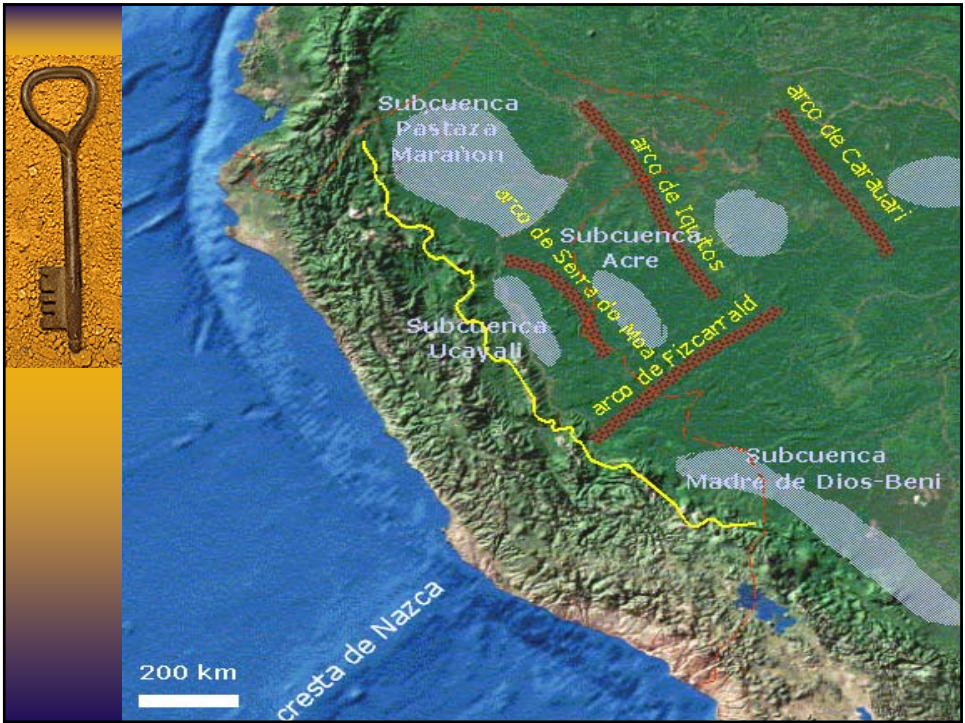 Subcuenca
Pastaza
Marañon
arco de Carauari
arco de Iquitos
arco de Serra do Moa
Subcuenca
Acre
Subcuenca
Ucayali
arco de Fizcarrald
Subcuenca
Madre de Dios-Beni
cresta de Nazca
200 km